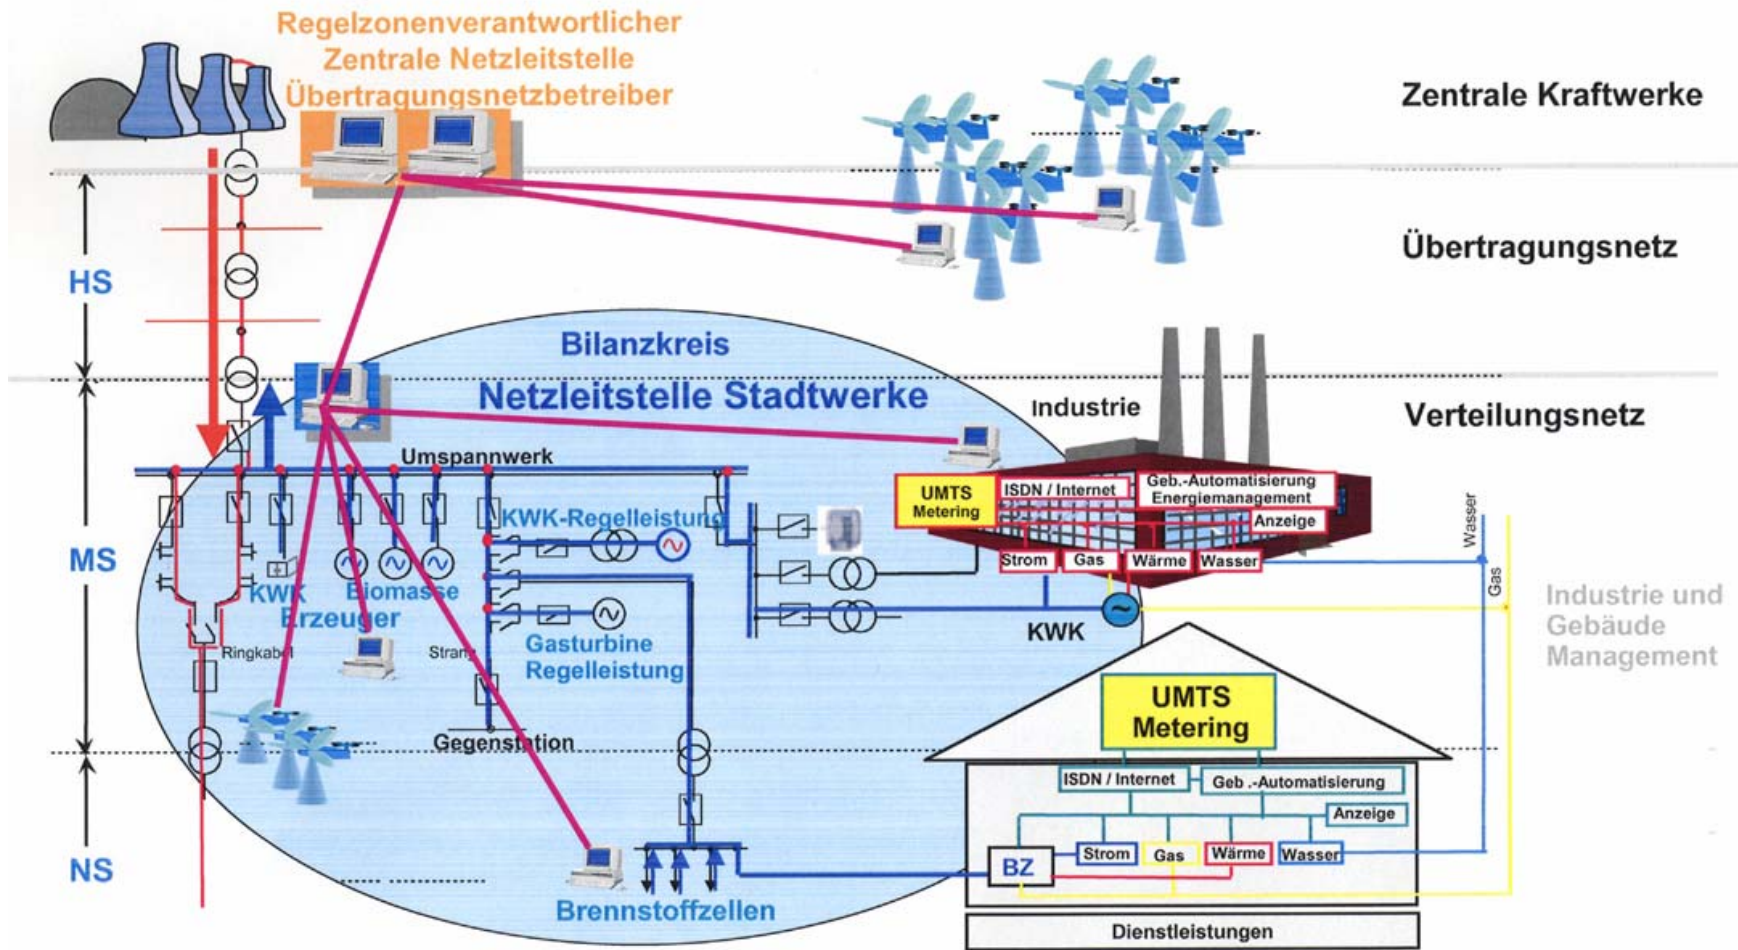 Regelzonenverantwortlicher
Zentrale Netzleitstelle
Übertragungsnetzbetreiber
Zentrale Kraftwerke
HS
Übertragungsnetz
Bilanzkreis
Netzleitstelle Stadtwerke
Industrie
Verteilungsnetz
Umspannwerk
UMTS
Metering
ISDN / Internet
Geb.-Automatisierung
Energiemanagement
Anzeige
Strom
Gas
Wärme
Wasser
Wasser
Gas
MS
KWK-Regelleistung
KWK
Biomasse
Erzeuger
Ringkabel
Strang
Gasturbine
Regelleistung
KWK
Industrie und
Gebäude
Management
Gegenstation
UMTS
Metering
ISDN / Internet
Geb .-Automatisierung
Anzeige
NS
BZ
Strom
Gas
Wärme
Wasser
Brennstoffzellen
Dienstleistungen